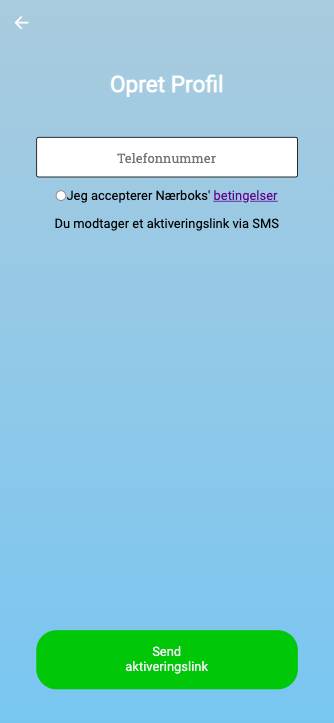 Opret Profil
Telefonnummer
Jeg accepterer Nærboks' betingelser
Du modtager et aktiveringslink via SMS
Send
aktiveringslink